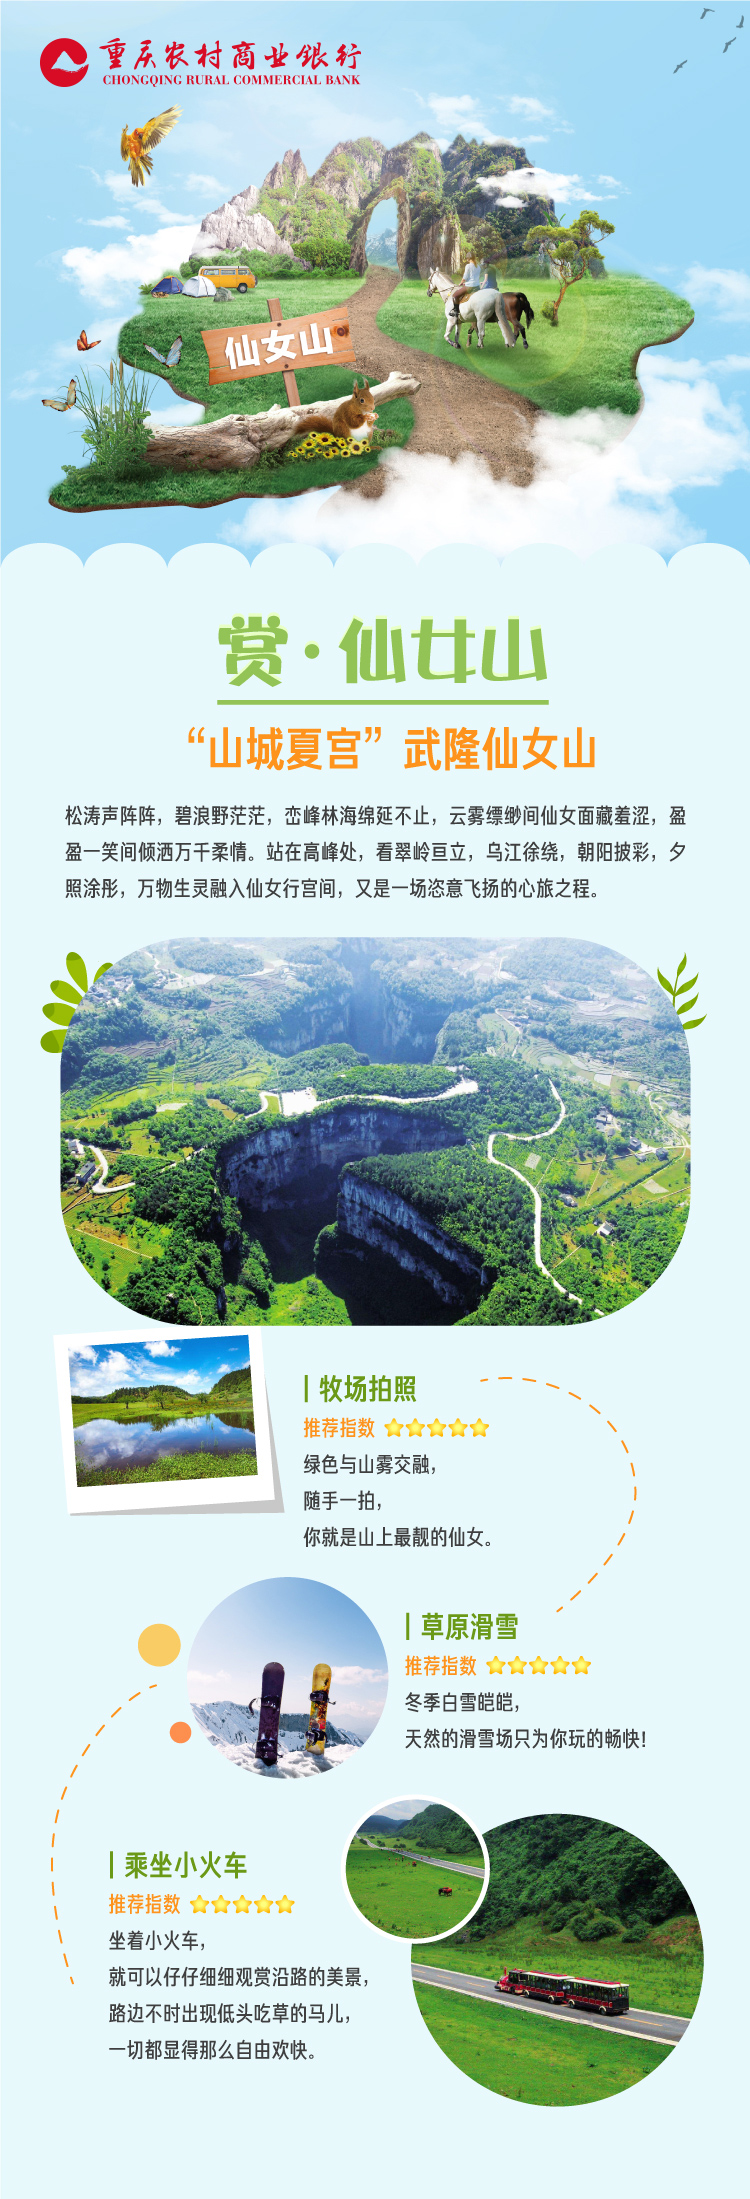 重庆农村商业银行
CHONGQING RURAL COMMERCIAL BANK
仙女山
赏·仙女山
“山城夏宫”武隆仙女山
松涛声阵阵，碧浪野茫茫，峦峰林海绵延不止，云雾缥缈间仙女面藏羞涩，盈
盈一笑间倾洒万千柔情。站在高峰处，看翠岭亘立，乌江徐绕，朝阳披彩，夕
照涂彤，万物生灵融入仙女行宫间，又是一场恣意飞扬的心旅之程。
牧场拍照
推荐指数
绿色与山雾交融，
随手一拍，
你就是山上最靓的仙女。
草原滑雪
推荐指数
冬季白雪皑皑，
天然的滑雪场只为你玩的畅快！
乘坐小火车
推荐指数
坐着小火车，
就可以仔仔细细观赏沿路的美景，
路边不时出现低头吃草的马儿，
一切都显得那么自由欢快。